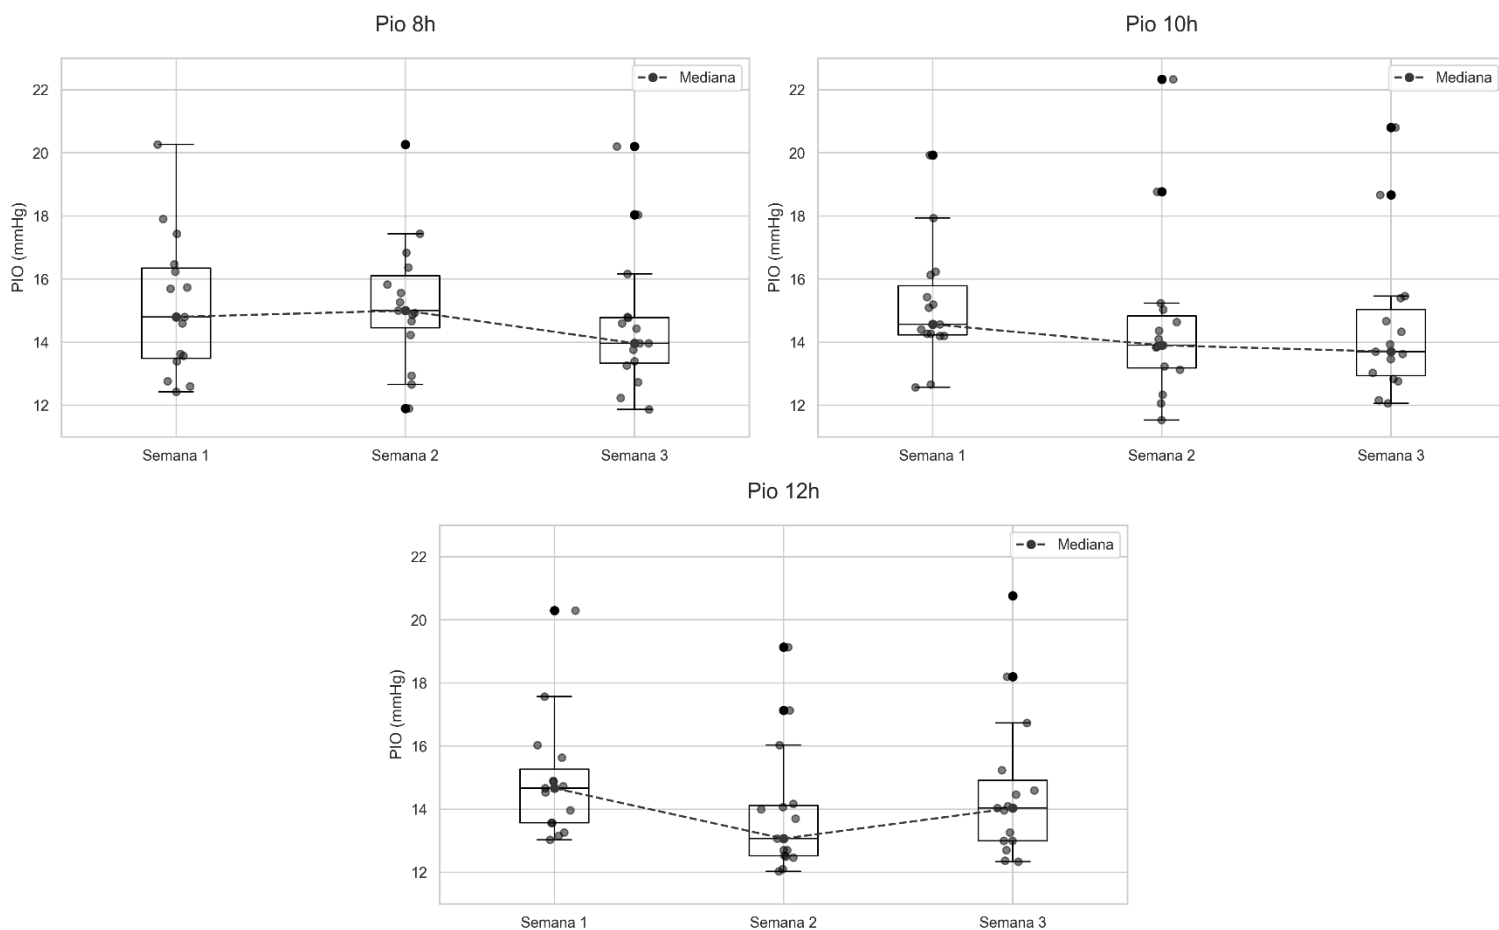 Pio 8h
Mediana
PIO (mmHg)
22
20
18
16
14
12
Semana 1
Semana 2
Semana 3
Pio 10h
Mediana
PIO (mmHg)
22
20
18
16
14
12
Semana 1
Semana 2
Semana 3
Pio 12h
Mediana
PIO (mmHg)
22
20
18
16
14
12
Semana 1
Semana 2
Semana 3